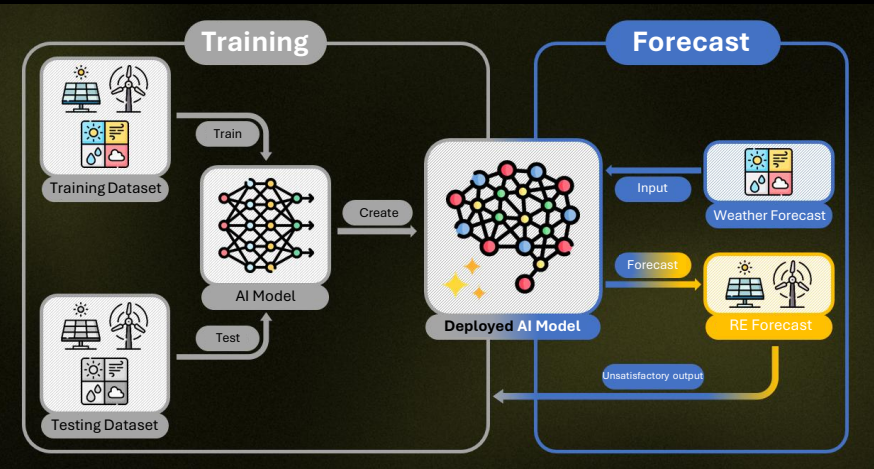 Training
Forecast
Train
Training Dataset
Create
Input
Weather Forecast
Forecast
AI Model
Deployed AI Model
RE Forecast
Test
Unsatisfactory output
Testing Dataset